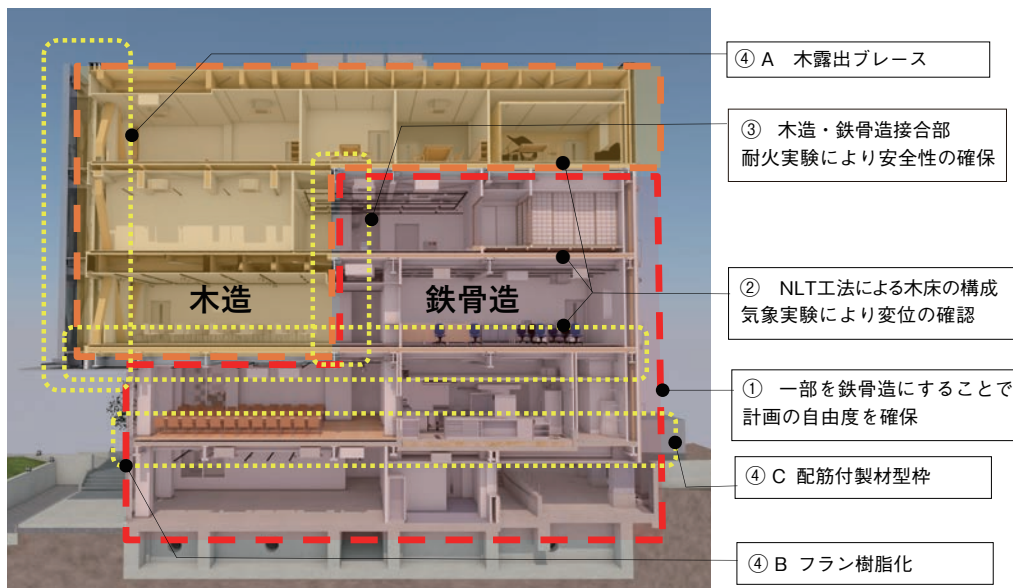 ④ A 木露出ブレース
③ 木造・鉄骨造接合部
耐火実験により安全性の確保
木造
鉄骨造
② NLT工法による木床の構成
気象実験により変位の確認
① 一部を鉄骨造にすることで
計画の自由度を確保
④ C 配筋付製材型枠
④ B フラン樹脂化